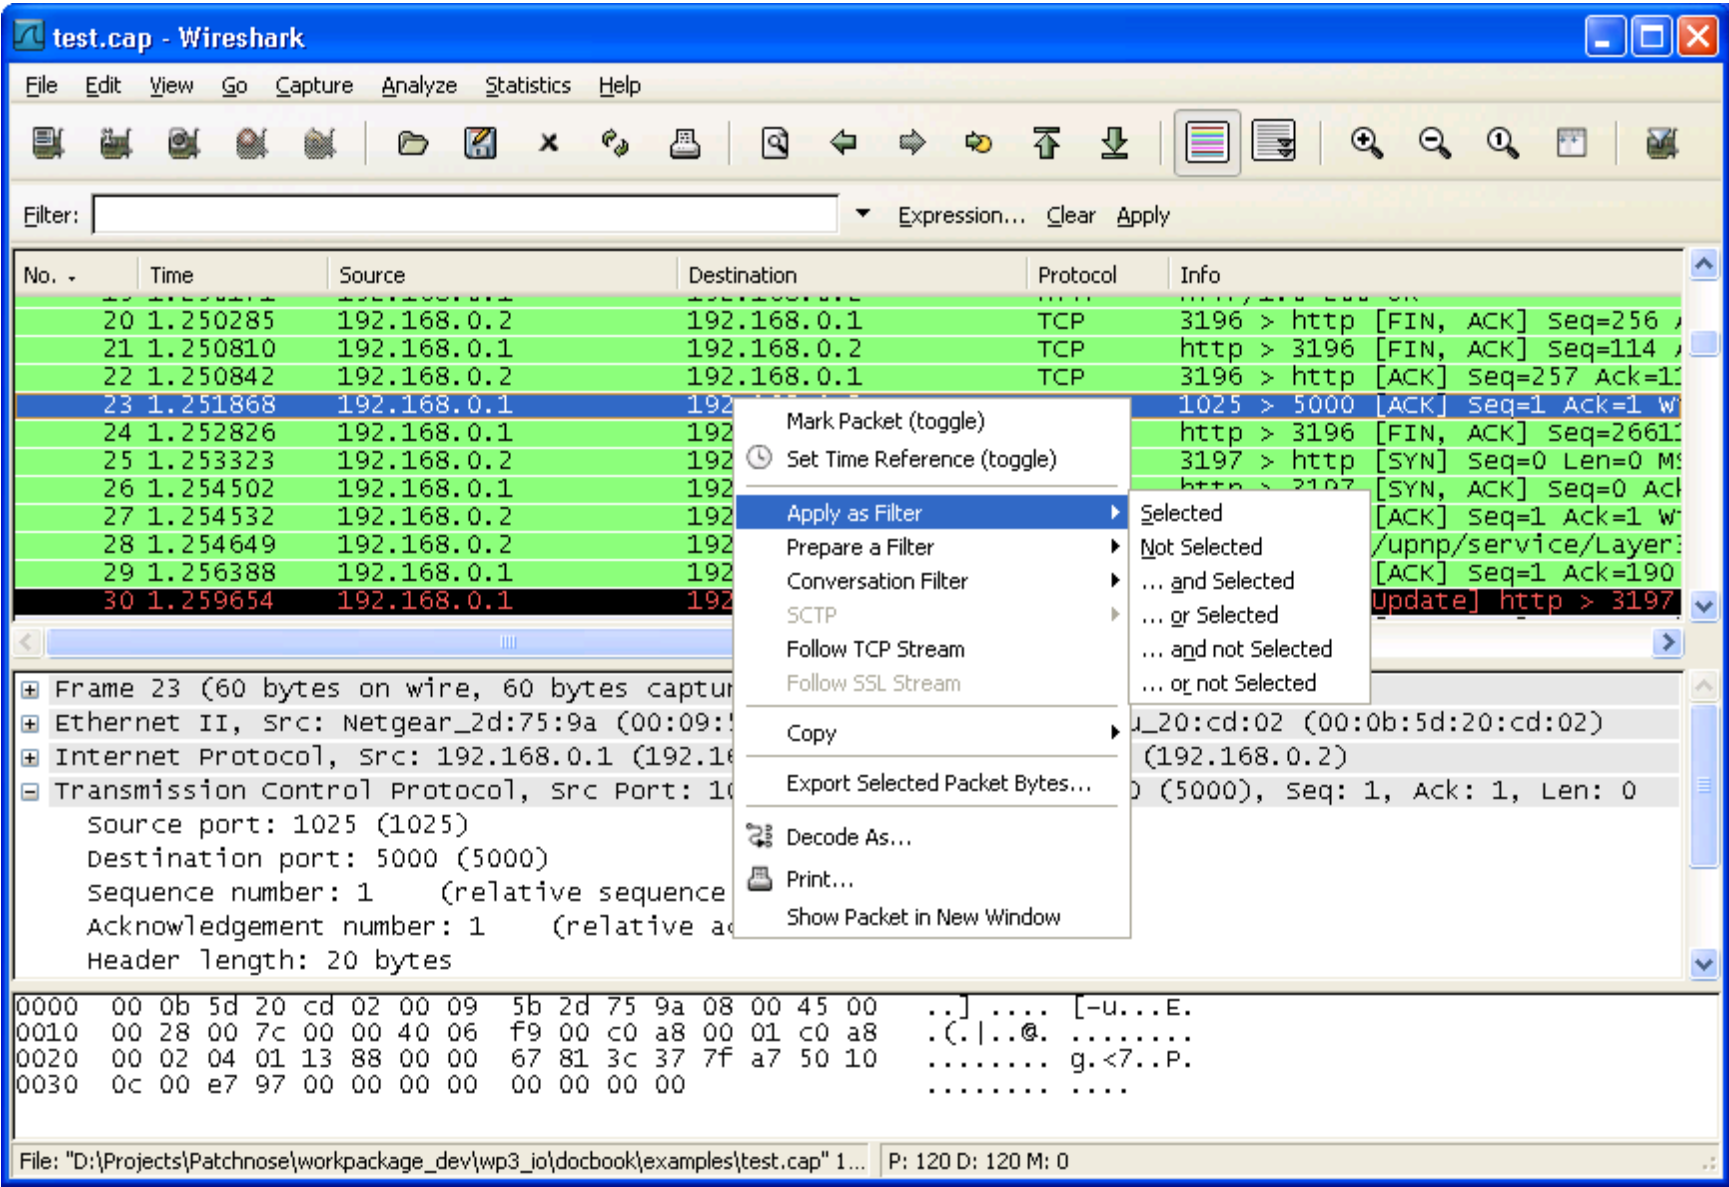 test.cap - Wireshark
File Edit View Go Capture Analyze Statistics Help
Filter: Expression... Clear Apply
No. Time Source Destination Protocol Info
20 1.250285 192.168.0.2 192.168.0.1 TCP 3196 > http [FIN, ACK] Seq=256
21 1.250810 192.168.0.1 192.168.0.2 TCP http > 3196 [FIN, ACK] Seq=114
22 1.250842 192.168.0.2 192.168.0.1 TCP 3196 > http [ACK] Seq=257 Ack=11
23 1.251868 192.168.0.1 192 1025 > 5000 [ACK] Seq=1 Ack=1
24 1.252826 192.168.0.1 192 http > 3196 [FIN, ACK] Seq=26611
25 1.253323 192.168.0.2 192 3197 > http [SYN] Seq=0 Len=0
26 1.254502 192.168.0.1 192 http > 3197 [SYN, ACK] Seq=0
27 1.254532 192.168.0.2 192 [ACK] Seq=1 Ack=1
28 1.254649 192.168.0.2 192 /upnp/service/Layer3
29 1.256388 192.168.0.1 192 [ACK] Seq=1 Ack=190
30 1.259654 192.168.0.1 192 Update] http > 3197
Mark Packet (toggle)
Set Time Reference (toggle)
Apply as Filter
Prepare a Filter
Conversation Filter
SCTP
Follow TCP Stream
Follow SSL Stream
Copy
Export Selected Packet Bytes...
Decode As...
Print...
Show Packet in New Window
Selected
Not Selected
... and Selected
... or Selected
... and not Selected
... or not Selected
Frame 23 (60 bytes on wire, 60 bytes captur
Ethernet II, Src: Netgear_2d:75:9a (00:09: u_20:cd:02 (00:0b:5d:20:cd:02)
Internet Protocol, Src: 192.168.0.1 (192.16 (192.168.0.2)
Transmission Control Protocol, Src Port: 10 (5000), Seq: 1, Ack: 1, Len: 0
Source port: 1025 (1025)
Destination port: 5000 (5000)
Sequence number: 1 (relative sequence
Acknowledgement number: 1 (relative a
Header length: 20 bytes
0000 00 0b 5d 20 cd 02 00 09 5b 2d 75 9a 08 00 45 00 ..] .... [-u...E.
0010 00 28 00 7c 00 00 40 06 f9 00 c0 a8 00 01 c0 a8 .(.|..@. ........
0020 00 02 04 01 13 88 00 00 67 81 3c 37 7f a7 50 10 ........ g.<7..P.
0030 0c 00 e7 97 00 00 00 00 00 00 00 00 ........ ....
File: "D:\Projects\Patchnose\workpackage_dev\wp3_io\docbook\examples\test.cap" 1... P: 120 D: 120 M: 0